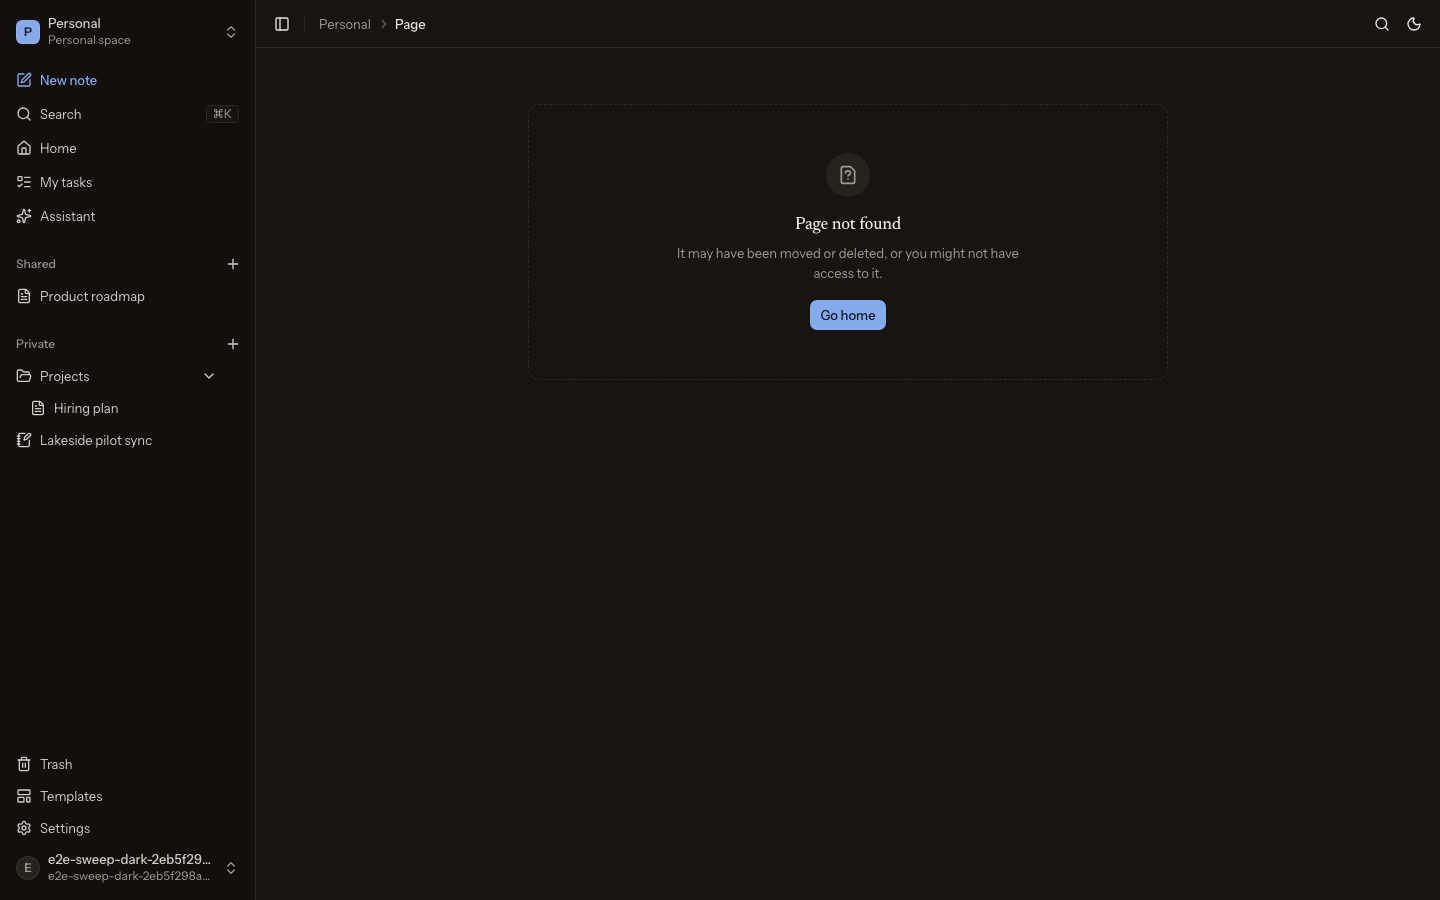 P
Personal
Personal space
New note
Search
⌘K
Home
My tasks
Assistant
Shared
Product roadmap
Private
Projects
Hiring plan
Lakeside pilot sync
Trash
Templates
Settings
E
e2e-sweep-dark-2eb5f29...
e2e-sweep-dark-2eb5f298a...
Personal > Page
Page not found
It may have been moved or deleted, or you might not have
access to it.
Go home